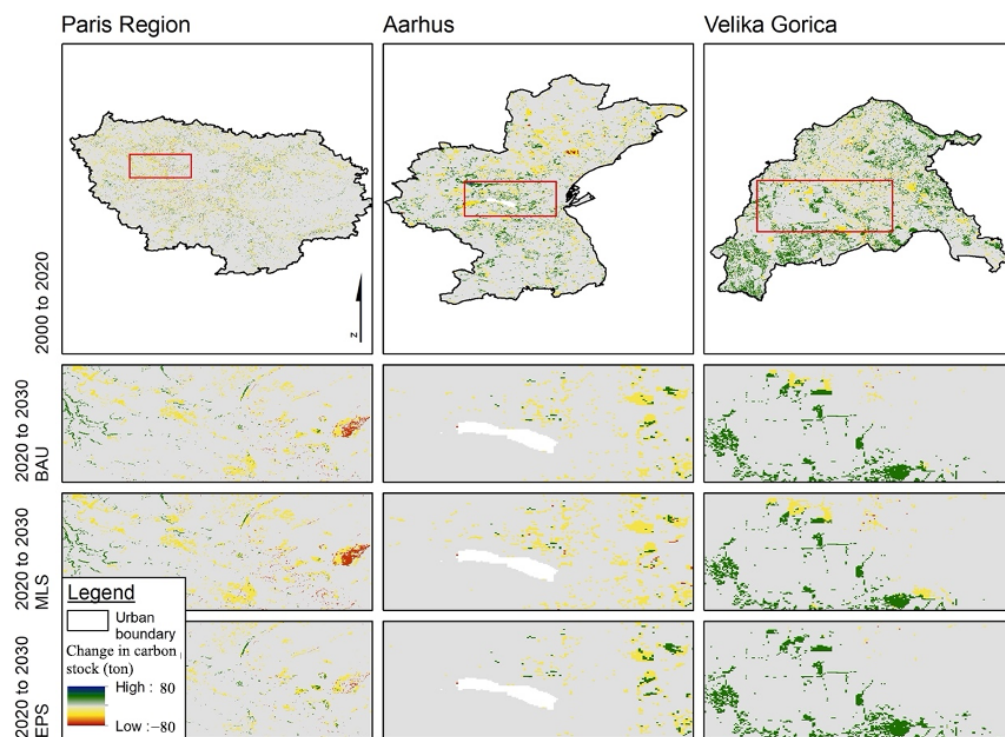 Paris Region
Aarhus
Velika Gorica
2000 to 2020
N
2020 to 2030
BAU
2020 to 2030
MLS
2020 to 2030
EPS
Legend
Urban
boundary
Change in carbon
stock (ton)
High : 80
Low :−80